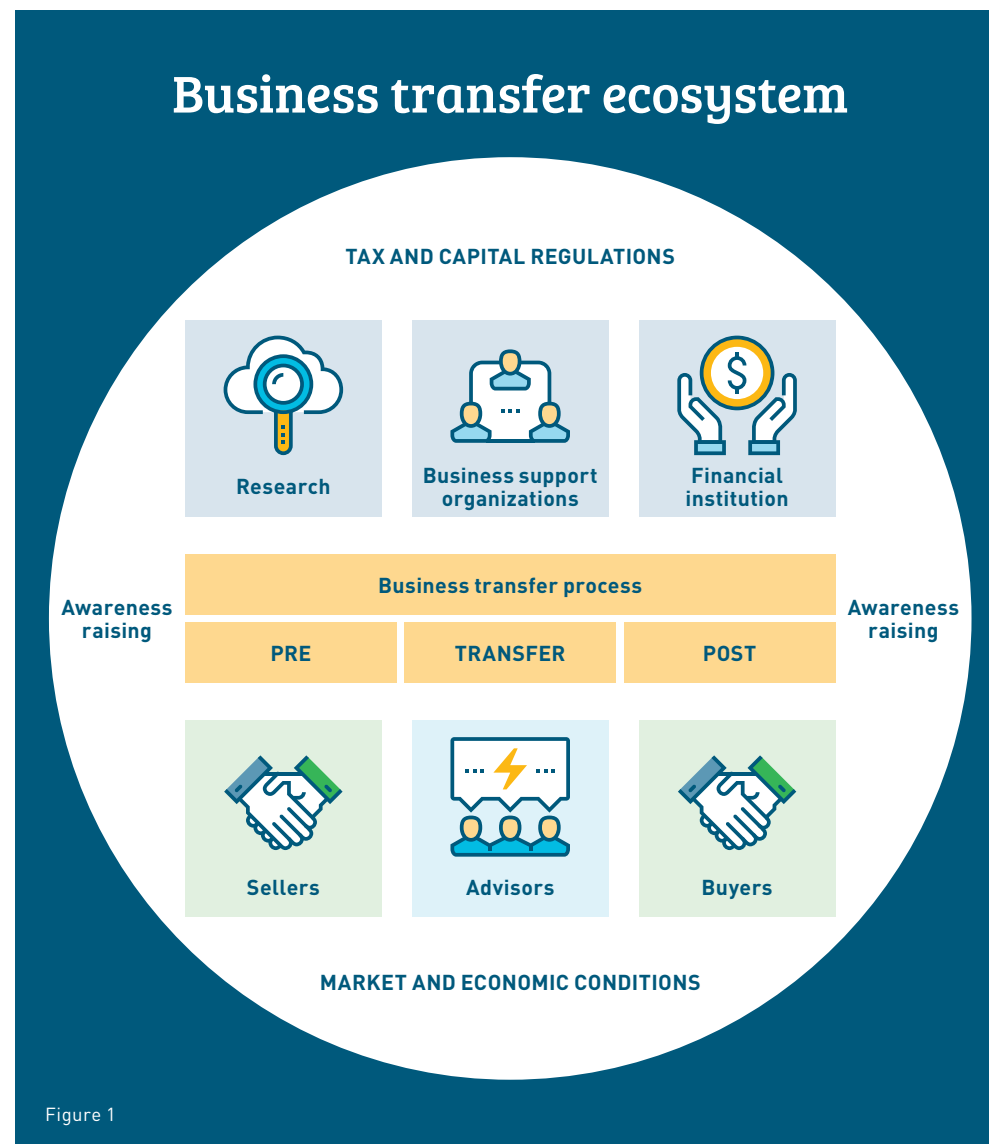 Business transfer ecosystem
TAX AND CAPITAL REGULATIONS
Research
Business support
organizations
Financial
institution
Awareness
raising
Business transfer process
PRE
TRANSFER
POST
Awareness
raising
Sellers
Advisors
Buyers
MARKET AND ECONOMIC CONDITIONS
Figure 1